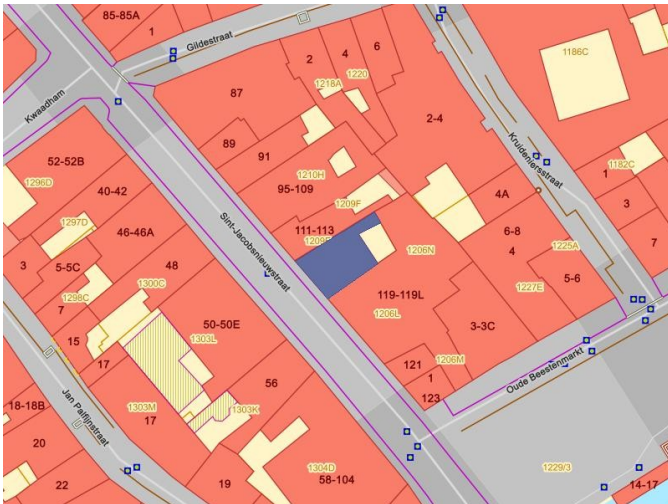 85-85A
1
Gildestraat
2
4
6
1218A
1220
1186C
Kwaadham
87
2-4
89
91
1210H
95-109
1209F
111-113
Kruideniersstraat
1182C
1
3
7
4A
6-8
4
1225A
5-6
1227E
1206N
52-52B
1296D
40-42
1297D
46-46A
3
5-5C
1298C
7
1300C
48
15
17
50-50E
1303L
56
Sint-Jacobsnieuwstraat
119-119L
1206L
3-3C
1206M
121
1
123
Oude Beestenmarkt
1303M
17
1303K
18-18B
20
22
Jan Palfijnstraat
19
1304D
58-104
1229/3
14-17